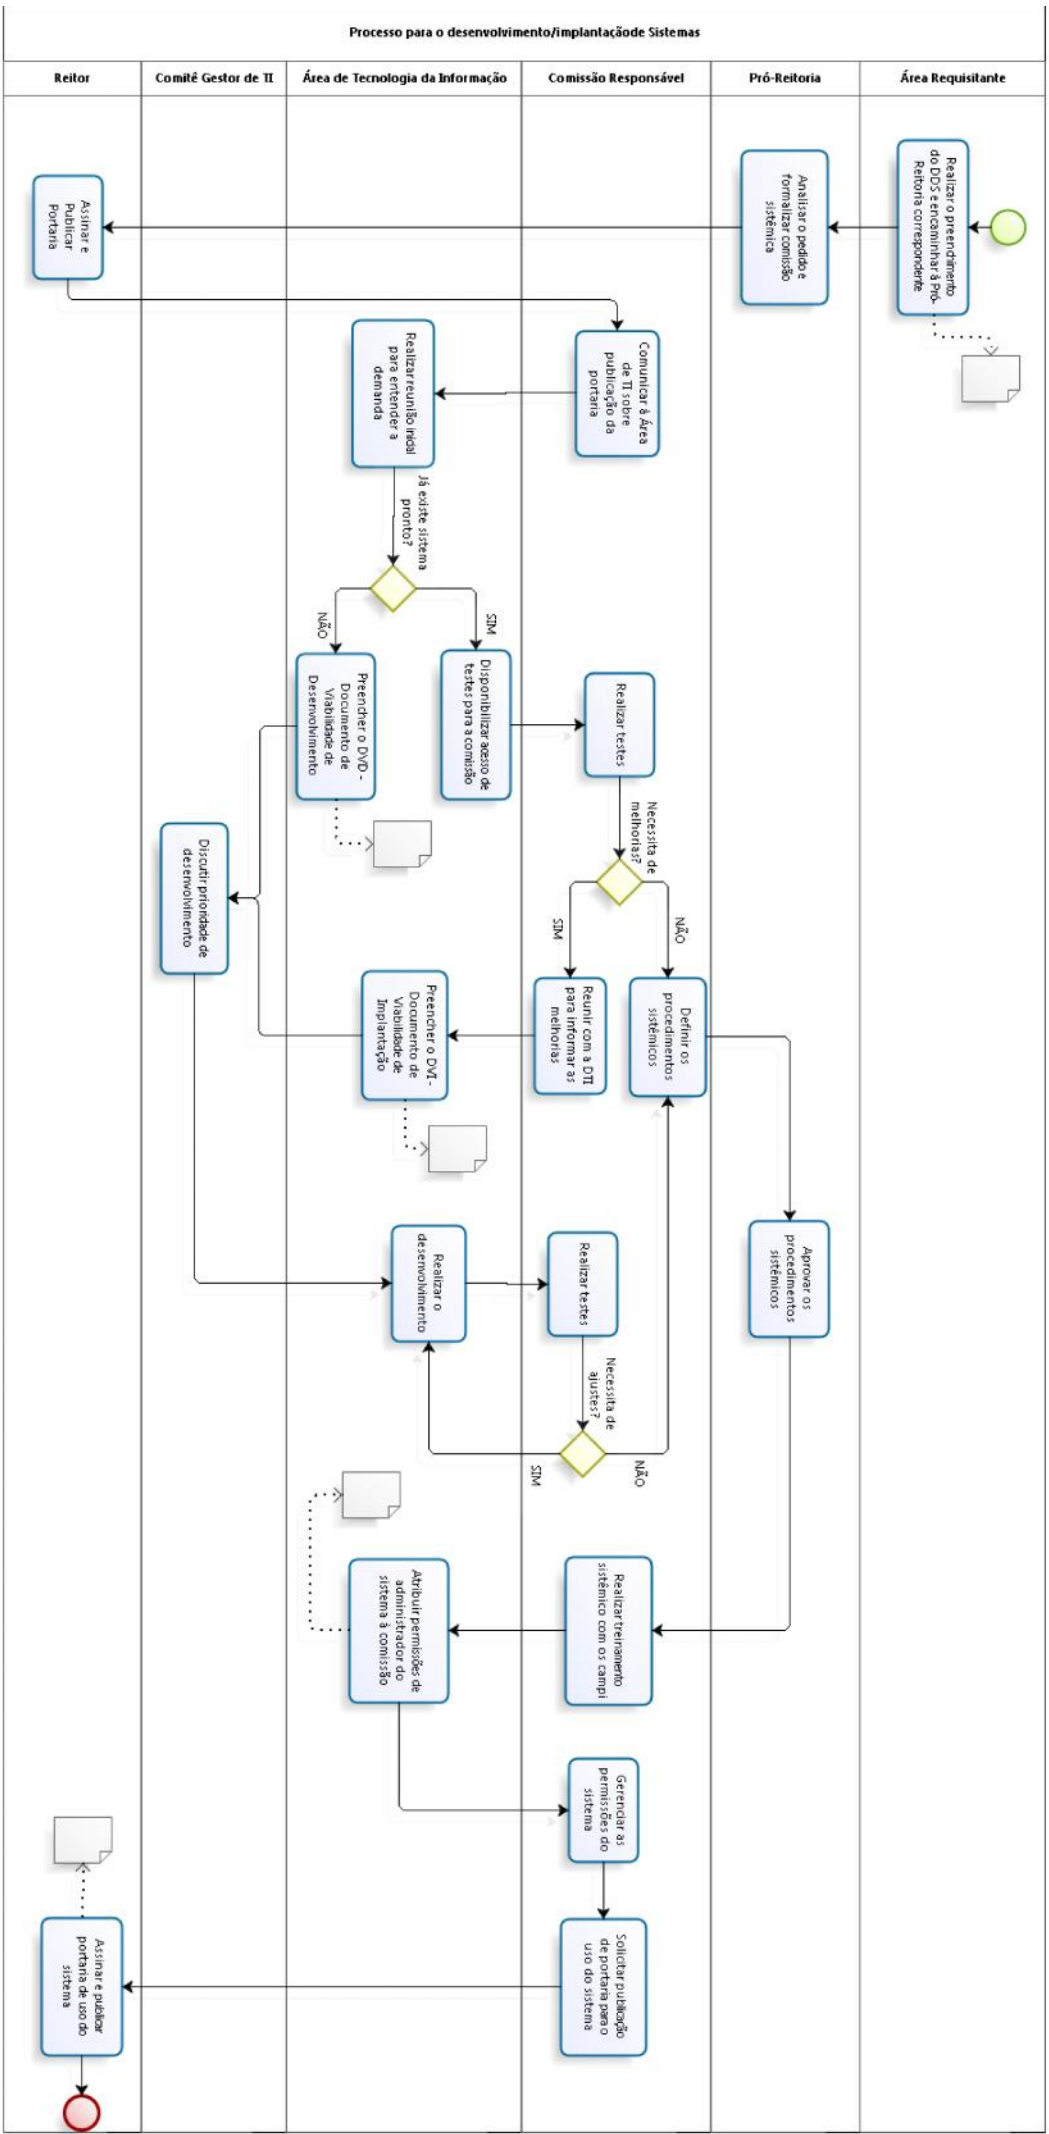 Processo para o desenvolvimento/implantaçãode Sistemas
Reitor
Comitê Gestor de TI
Área de Tecnologia da Informação
Comissão Responsável
Pró-Reitoria
Área Requisitante
Realizar o preenchimento
do DDS e encaminhar à Pró-
Reitoria correspondente
Analisar o pedido e
formalizar comissão
sistêmica
Assinar e
Publicar
Portaria
Comunicar à Área
de TI sobre
publicação da
portaria
Realizar reunião inicial
para entender a
demanda
Já existe sistema
pronto?
SIM
NÃO
Disponibilizar acesso de
testes para a comissão
Preencher o DVD -
Documento de
Viabilidade de
Desenvolvimento
Realizar testes
Necessita de
melhorias?
NÃO
SIM
Discutir prioridade de
desenvolvimento
Definir os
procedimentos
sistêmicos
Reunir com a DTI
para informar as
melhorias
Preencher o DVI -
Documento de
Viabilidade de
Implantação
Aprovar os
procedimentos
sistêmicos
Realizar o
desenvolvimento
Realizar testes
Necessita de
ajustes?
NÃO
SIM
Realizar treinamento
sistêmico com os campi
Atribuir permissões de
administrador do
sistema à comissão
Gerenciar as
permissões do
sistema
Solicitar publicação
de portaria para o
uso do sistema
Assinar e publicar
portaria de uso do
sistema